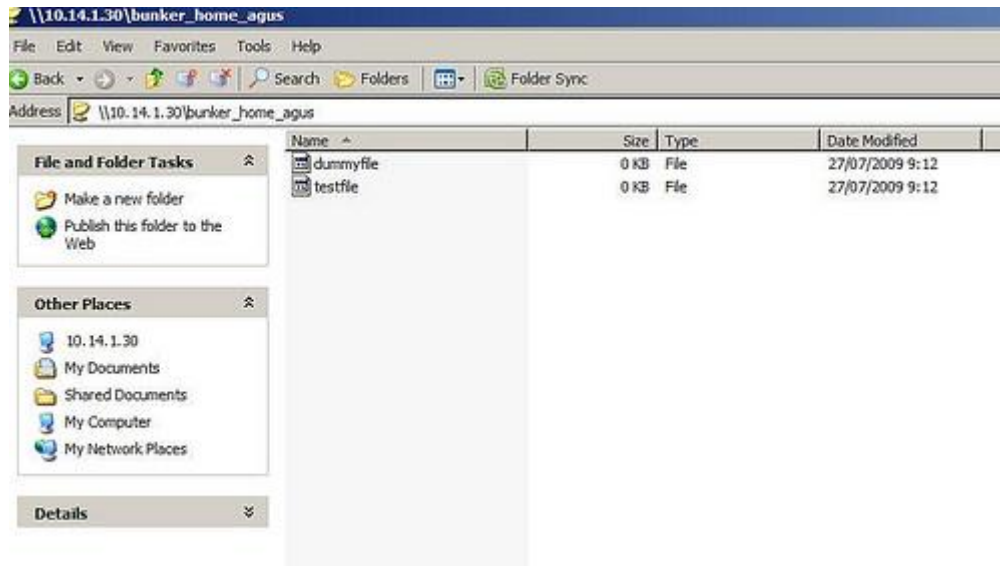 \\10.14.1.30\bunker_home_agus
File Edit View Favorites Tools Help
Back Search Folders Folder Sync
Address \\10.14.1.30\bunker_home_agus
Name Size Type Date Modified
dummyfile 0 KB File 27/07/2009 9:12
testfile 0 KB File 27/07/2009 9:12
File and Folder Tasks
Make a new folder
Publish this folder to the
Web
Other Places
10.14.1.30
My Documents
Shared Documents
My Computer
My Network Places
Details